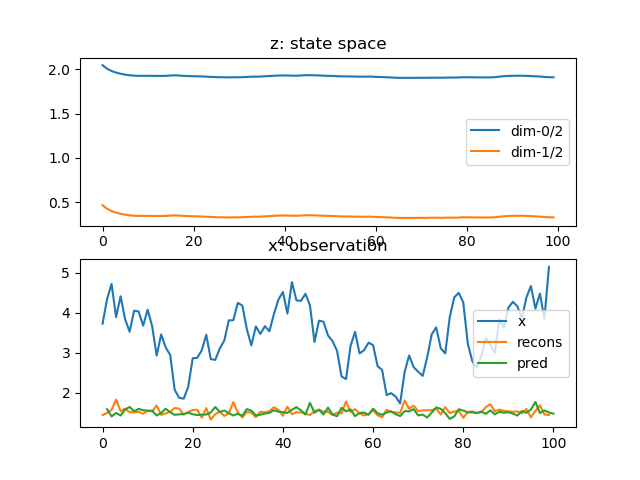 z: state space
2.0
1.5
1.0
0.5
dim-0/2
dim-1/2
0 20 40 60 80 100
x: observation
5
4
3
2
x
recons
pred
0 20 40 60 80 100